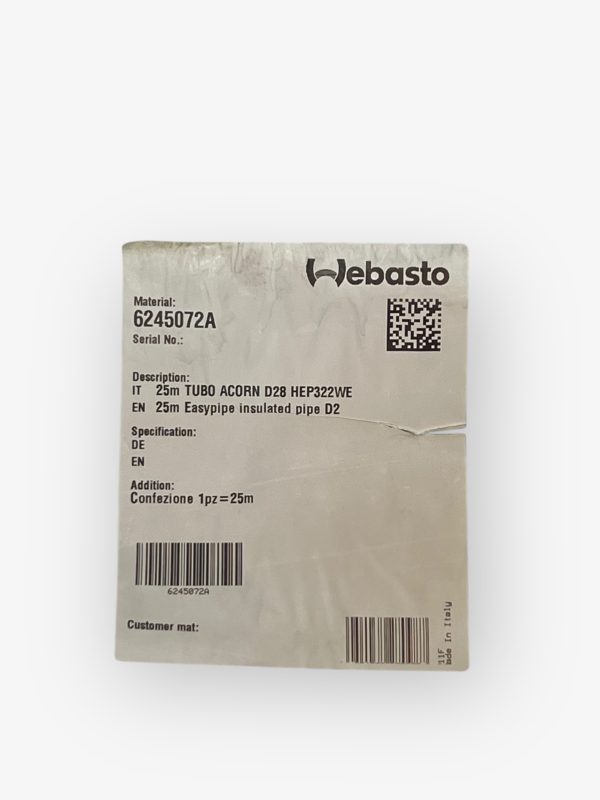 Webasto
Material:
6245072A
Serial No.:
Description:
IT 25m TUBO ACORN D28 HEP322WE
EN 25m Easypipe insulated pipe D2
Specification:
DE
EN
Addition:
Confezione 1pz=25m
6245072A
Customer mat:
11F
Made In Italy